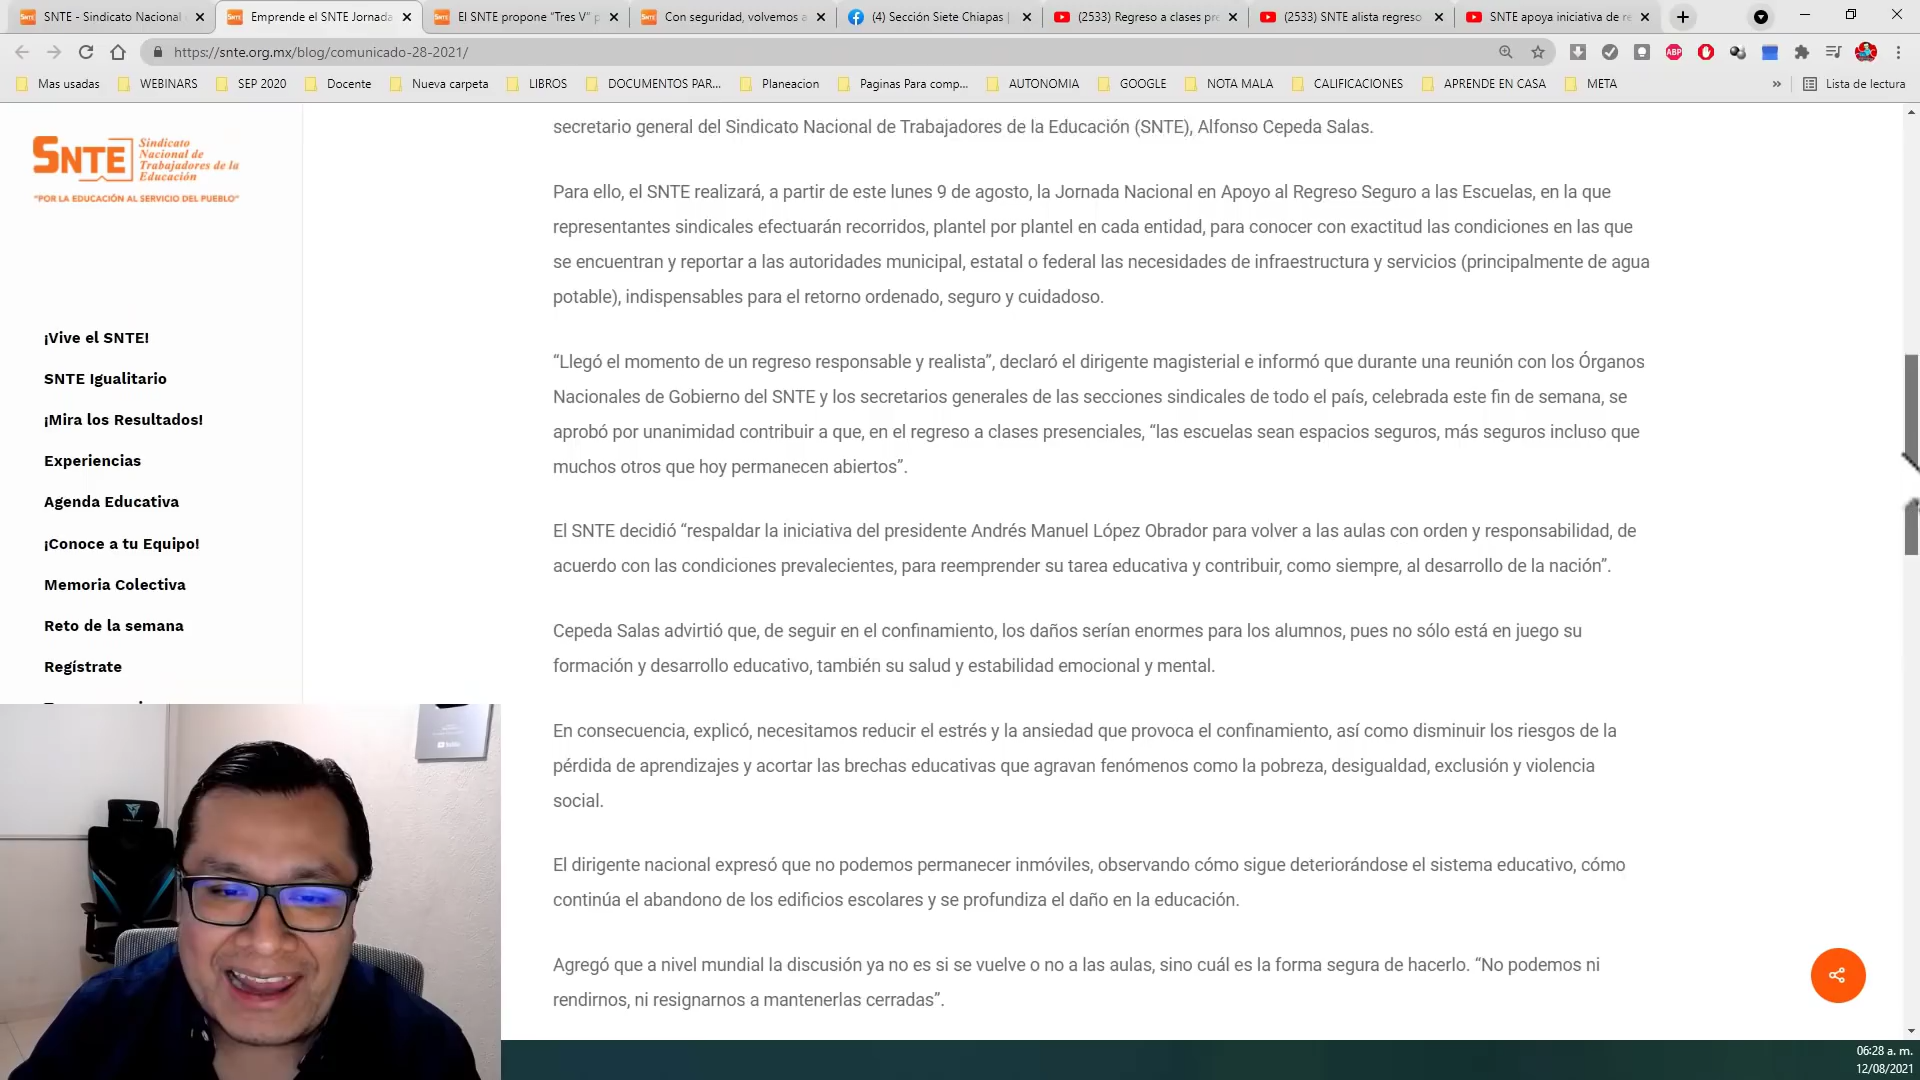 SNTE - Sindicato Nacional
Emprende el SNTE Jornada
El SNTE propone “Tres V” p
Con seguridad, volvemos a
(4) Sección Siete Chiapas |
(2533) Regreso a clases pre
(2533) SNTE alista regreso
SNTE apoya iniciativa de re
https://snte.org.mx/blog/comunicado-28-2021/
Mas usadas
WEBINARS
SEP 2020
Docente
Nueva carpeta
LIBROS
DOCUMENTOS PAR...
Planeacion
Paginas Para comp...
AUTONOMIA
GOOGLE
NOTA MALA
CALIFICACIONES
APRENDE EN CASA
META
»
Lista de lectura
SNTE
Sindicato
Nacional de
Trabajadores de la
Educación
“POR LA EDUCACIÓN AL SERVICIO DEL PUEBLO”
¡Vive el SNTE!
SNTE Igualitario
¡Mira los Resultados!
Experiencias
Agenda Educativa
¡Conoce a tu Equipo!
Memoria Colectiva
Reto de la semana
Regístrate
secretario general del Sindicato Nacional de Trabajadores de la Educación (SNTE), Alfonso Cepeda Salas.
Para ello, el SNTE realizará, a partir de este lunes 9 de agosto, la Jornada Nacional en Apoyo al Regreso Seguro a las Escuelas, en la que
representantes sindicales efectuarán recorridos, plantel por plantel en cada entidad, para conocer con exactitud las condiciones en las que
se encuentran y reportar a las autoridades municipal, estatal o federal las necesidades de infraestructura y servicios (principalmente de agua
potable), indispensables para el retorno ordenado, seguro y cuidadoso.
“Llegó el momento de un regreso responsable y realista”, declaró el dirigente magisterial e informó que durante una reunión con los Órganos
Nacionales de Gobierno del SNTE y los secretarios generales de las secciones sindicales de todo el país, celebrada este fin de semana, se
aprobó por unanimidad contribuir a que, en el regreso a clases presenciales, “las escuelas sean espacios seguros, más seguros incluso que
muchos otros que hoy permanecen abiertos”.
El SNTE decidió “respaldar la iniciativa del presidente Andrés Manuel López Obrador para volver a las aulas con orden y responsabilidad, de
acuerdo con las condiciones prevalecientes, para reemprender su tarea educativa y contribuir, como siempre, al desarrollo de la nación”.
Cepeda Salas advirtió que, de seguir en el confinamiento, los daños serían enormes para los alumnos, pues no sólo está en juego su
formación y desarrollo educativo, también su salud y estabilidad emocional y mental.
En consecuencia, explicó, necesitamos reducir el estrés y la ansiedad que provoca el confinamiento, así como disminuir los riesgos de la
pérdida de aprendizajes y acortar las brechas educativas que agravan fenómenos como la pobreza, desigualdad, exclusión y violencia
social.
El dirigente nacional expresó que no podemos permanecer inmóviles, observando cómo sigue deteriorándose el sistema educativo, cómo
continúa el abandono de los edificios escolares y se profundiza el daño en la educación.
Agregó que a nivel mundial la discusión ya no es si se vuelve o no a las aulas, sino cuál es la forma segura de hacerlo. “No podemos ni
rendirnos, ni resignarnos a mantenerlas cerradas”.
06:28 a. m.
12/08/2021